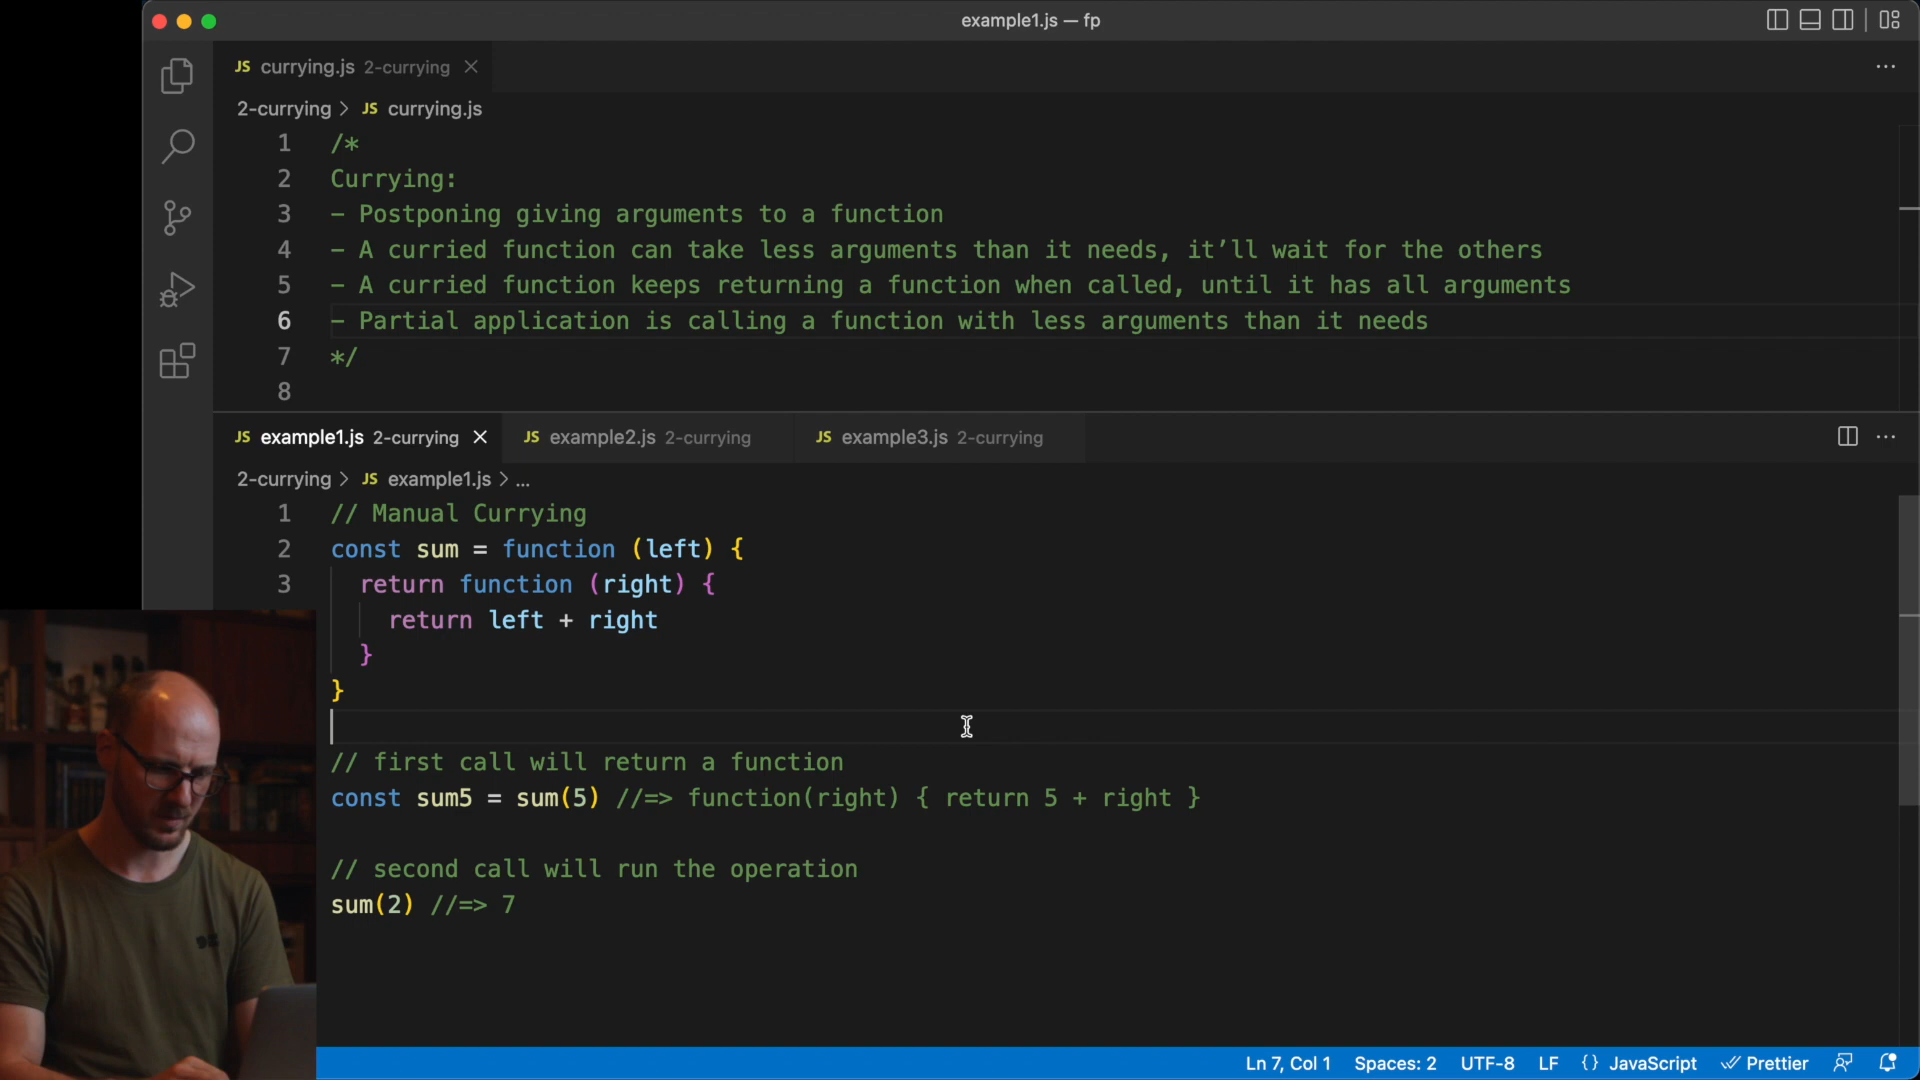 example1.js — fp
JS currying.js 2-currying
2-currying > JS currying.js
1 /*
2 Currying:
3 - Postponing giving arguments to a function
4 - A curried function can take less arguments than it needs, it’ll wait for the others
5 - A curried function keeps returning a function when called, until it has all arguments
6 - Partial application is calling a function with less arguments than it needs
7 */
8
JS example1.js 2-currying JS example2.js 2-currying JS example3.js 2-currying
2-currying > JS example1.js > ...
1 // Manual Currying
2 const sum = function (left) {
3 return function (right) {
return left + right
}
}
// first call will return a function
const sum5 = sum(5) //=> function(right) { return 5 + right }
// second call will run the operation
sum(2) //=> 7
Ln 7, Col 1 Spaces: 2 UTF-8 LF {} JavaScript Prettier